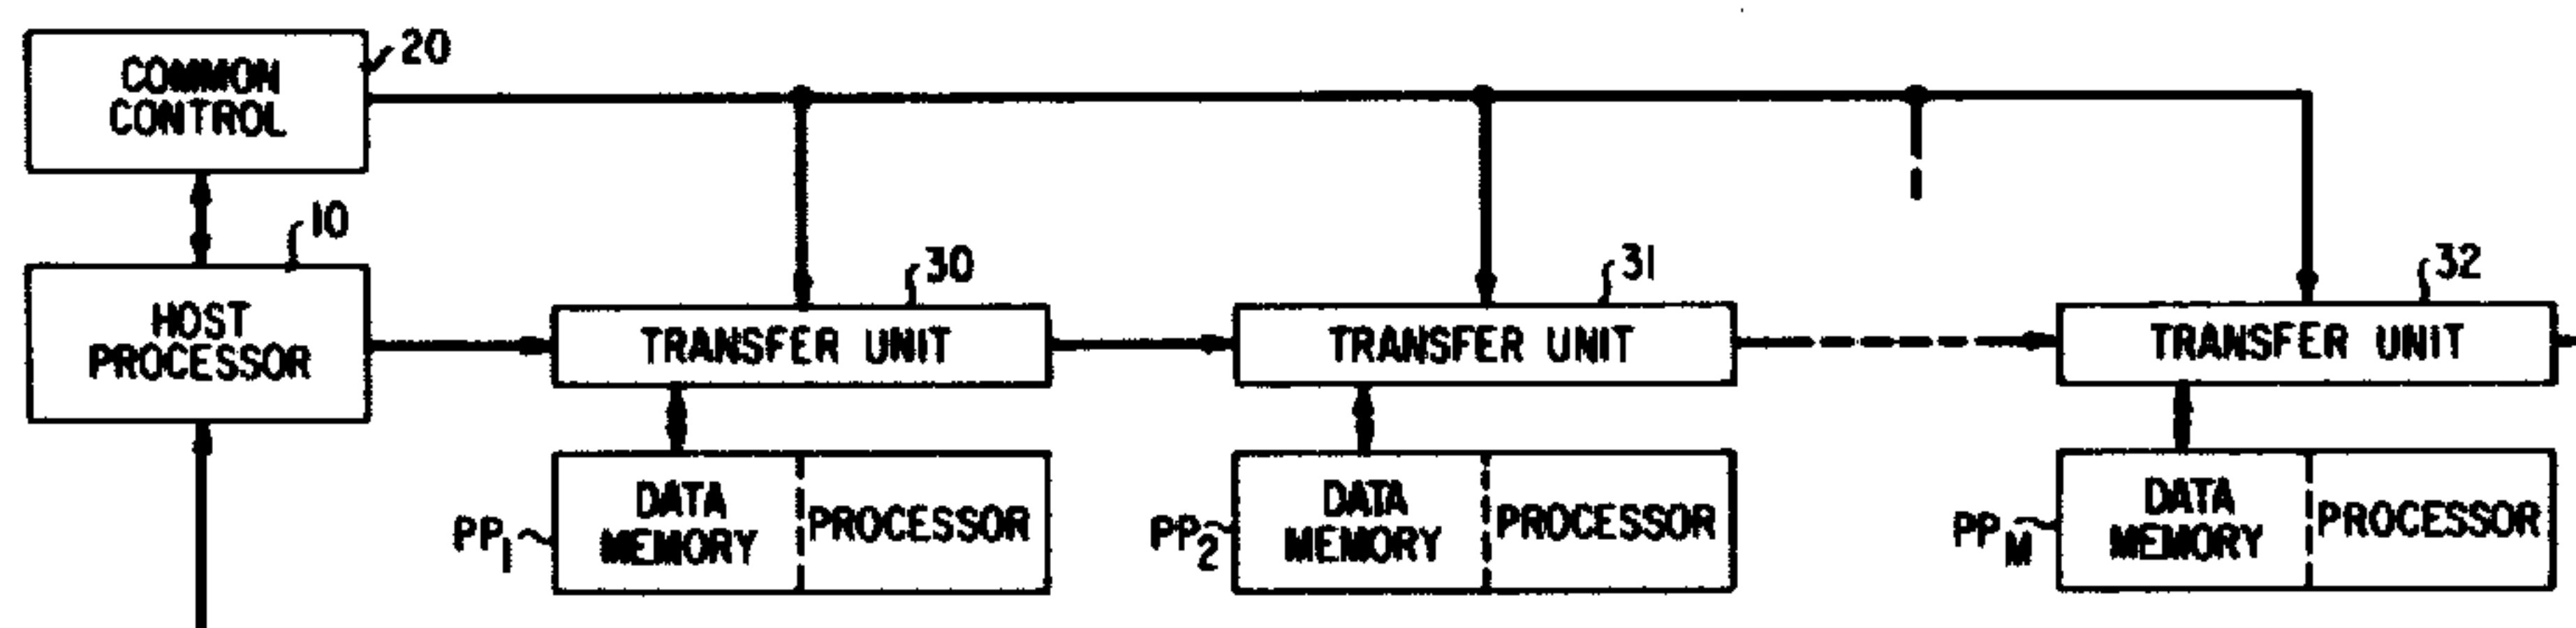 COMMON
CONTROL
20
HOST
PROCESSOR
10
TRANSFER UNIT
30
TRANSFER UNIT
31
TRANSFER UNIT
32
PP1
DATA
MEMORY
PROCESSOR
PP2
DATA
MEMORY
PROCESSOR
PPM
DATA
MEMORY
PROCESSOR